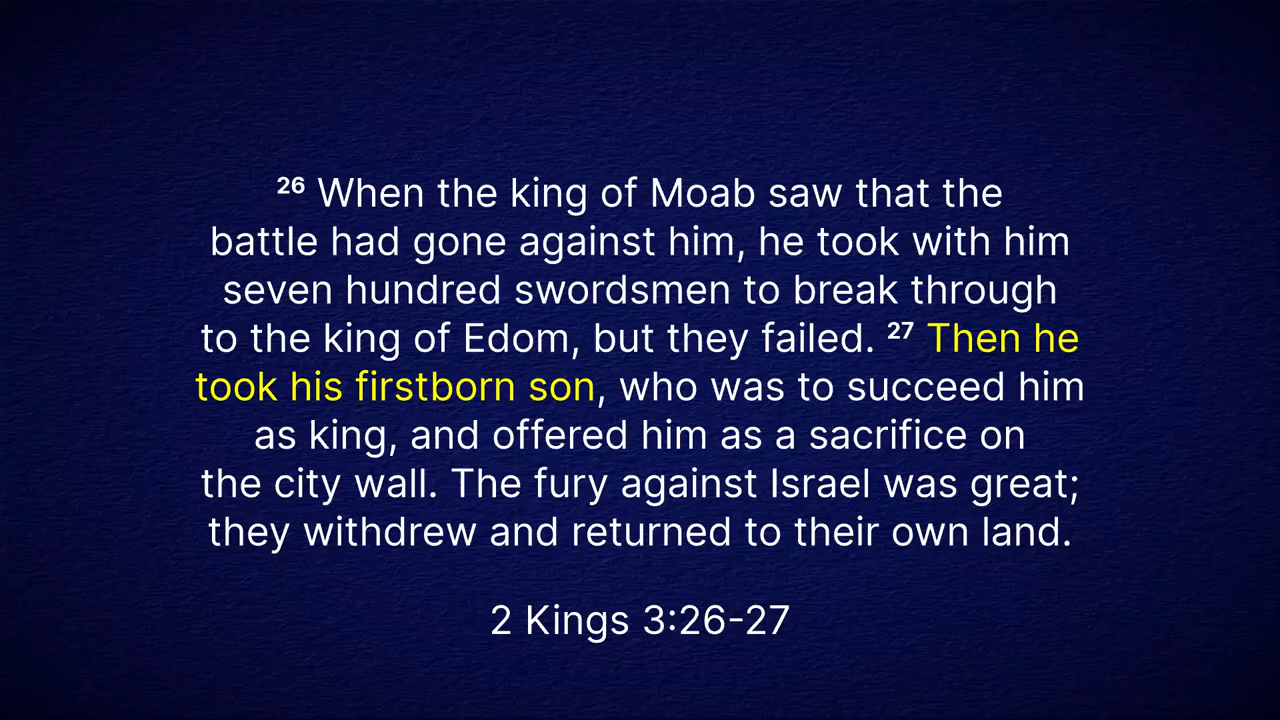 26 When the king of Moab saw that the
battle had gone against him, he took with him
seven hundred swordsmen to break through
to the king of Edom, but they failed. 27 Then he
took his firstborn son, who was to succeed him
as king, and offered him as a sacrifice on
the city wall. The fury against Israel was great;
they withdrew and returned to their own land.
2 Kings 3:26-27